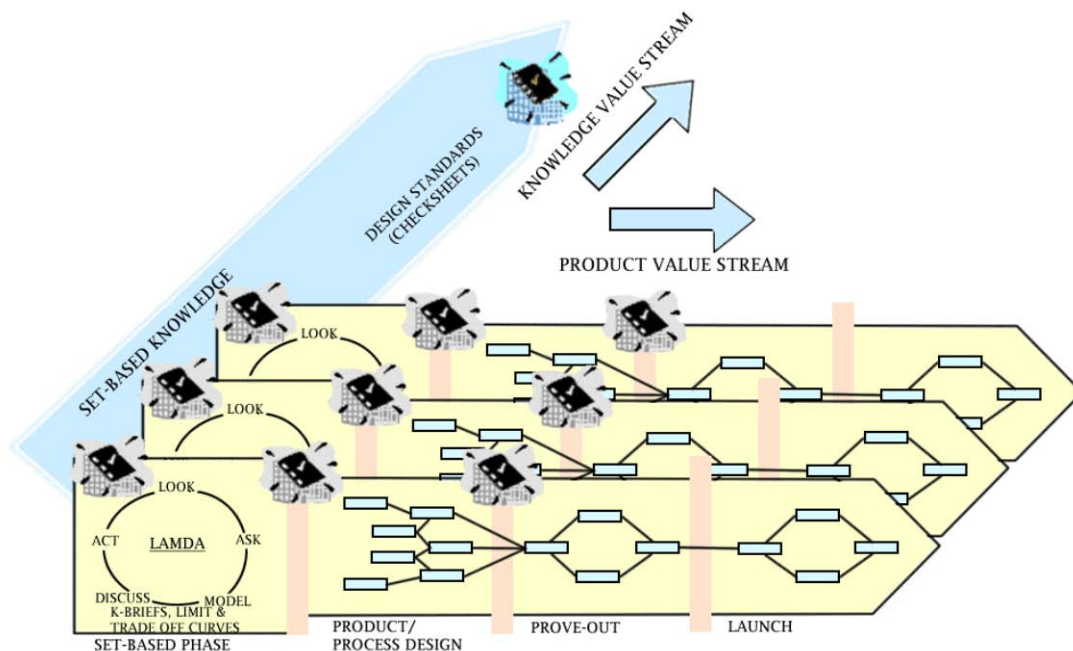 KNOWLEDGE VALUE STREAM
DESIGN STANDARDS
(CHECKSHEETS)
PRODUCT VALUE STREAM
SET-BASED KNOWLEDGE
LOOK
LOOK
LOOK
ACT
LAMDA
ASK
DISCUSS
MODEL
K-BRIEFS, LIMIT &
TRADE OFF CURVES
SET-BASED PHASE
PRODUCT/
PROCESS DESIGN
PROVE-OUT
LAUNCH